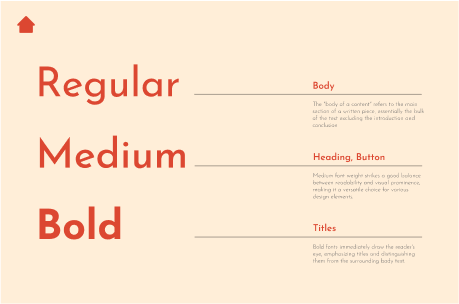 Regular
Body
The "body of a content" refers to the main
section of a written piece, essentially the bulk
of the text excluding the introduction and
conclusion.
Medium
Heading, Button
Medium font weight strikes a good balance
between readability and visual prominence,
making it a versatile choice for various
design elements.
Bold
Titles
Bold fonts immediately draw the reader's
eye, emphasizing titles and distinguishing
them from the surrounding body text.